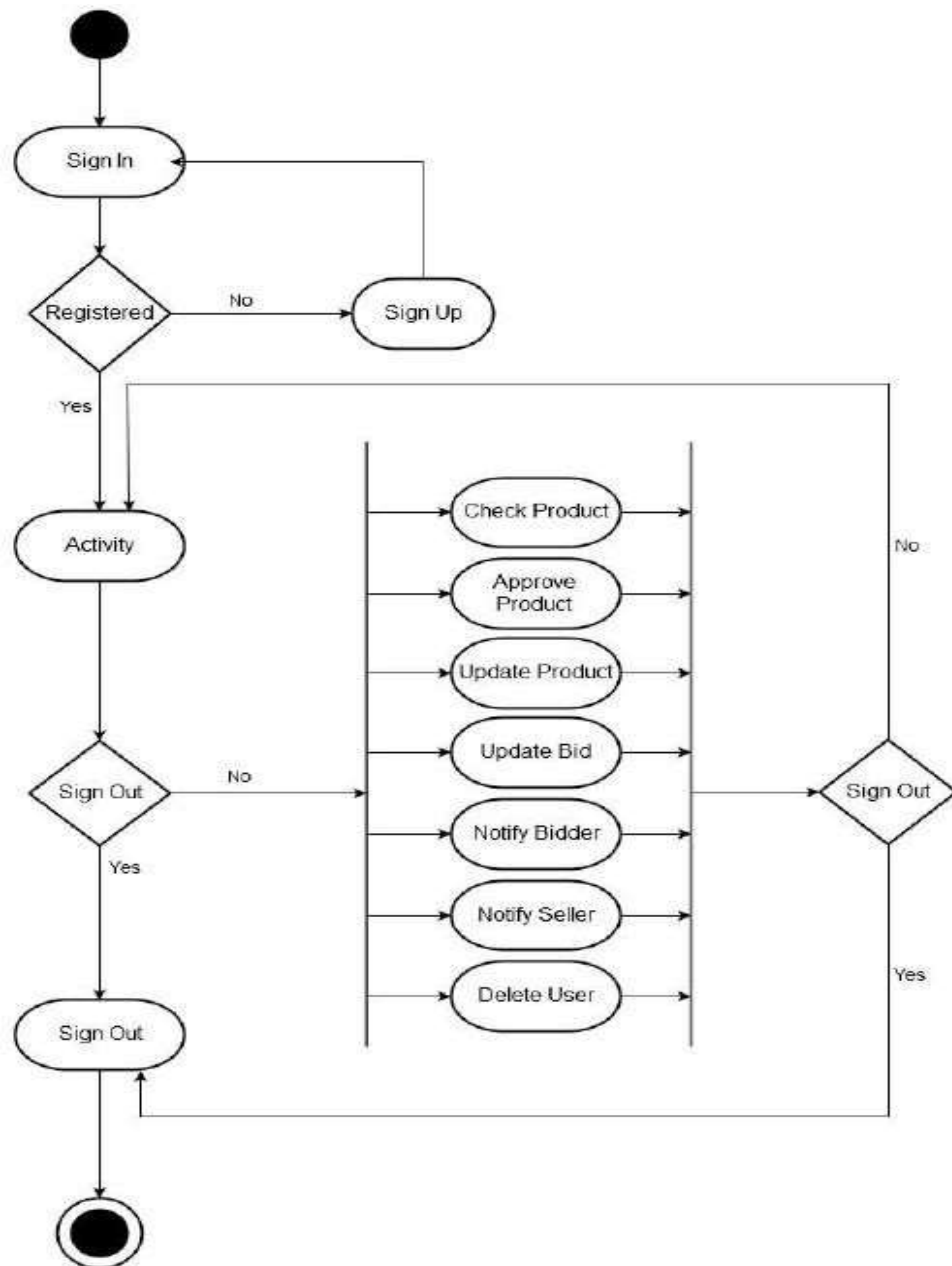 Sign In
Registered
No
Sign Up
Yes
Check Product
Activity
No
Approve
Product
Update Product
Update Bid
Sign Out
No
Sign Out
Notify Bidder
Yes
Notify Seller
Yes
Delete User
Sign Out